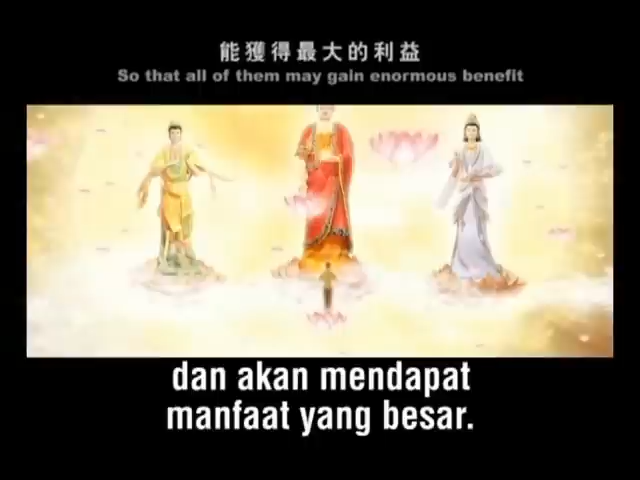 能獲得最大的利益
So that all of them may gain enormous benefit
dan akan mendapat
manfaat yang besar.